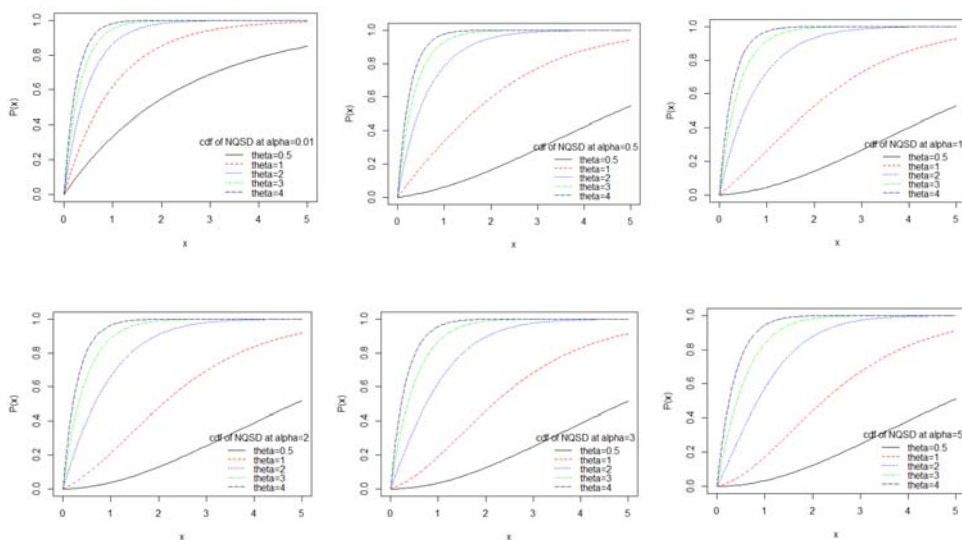 P(x)
0.0 0.2 0.4 0.6 0.8 1.0
cdf of NQSD at alpha=0.01
theta=0.5
theta=1
theta=2
theta=3
theta=4
0 1 2 3 4 5
x
P(x)
0.0 0.2 0.4 0.6 0.8 1.0
cdf of NQSD at alpha=0.5
theta=0.5
theta=1
theta=2
theta=3
theta=4
0 1 2 3 4 5
x
P(x)
0.0 0.2 0.4 0.6 0.8 1.0
cdf of NQSD at alpha=1
theta=0.5
theta=1
theta=2
theta=3
theta=4
0 1 2 3 4 5
x
P(x)
0.0 0.2 0.4 0.6 0.8 1.0
cdf of NQSD at alpha=2
theta=0.5
theta=1
theta=2
theta=3
theta=4
0 1 2 3 4 5
x
P(x)
0.0 0.2 0.4 0.6 0.8 1.0
cdf of NQSD at alpha=3
theta=0.5
theta=1
theta=2
theta=3
theta=4
0 1 2 3 4 5
x
P(x)
0.0 0.2 0.4 0.6 0.8 1.0
cdf of NQSD at alpha=5
theta=0.5
theta=1
theta=2
theta=3
theta=4
0 1 2 3 4 5
x